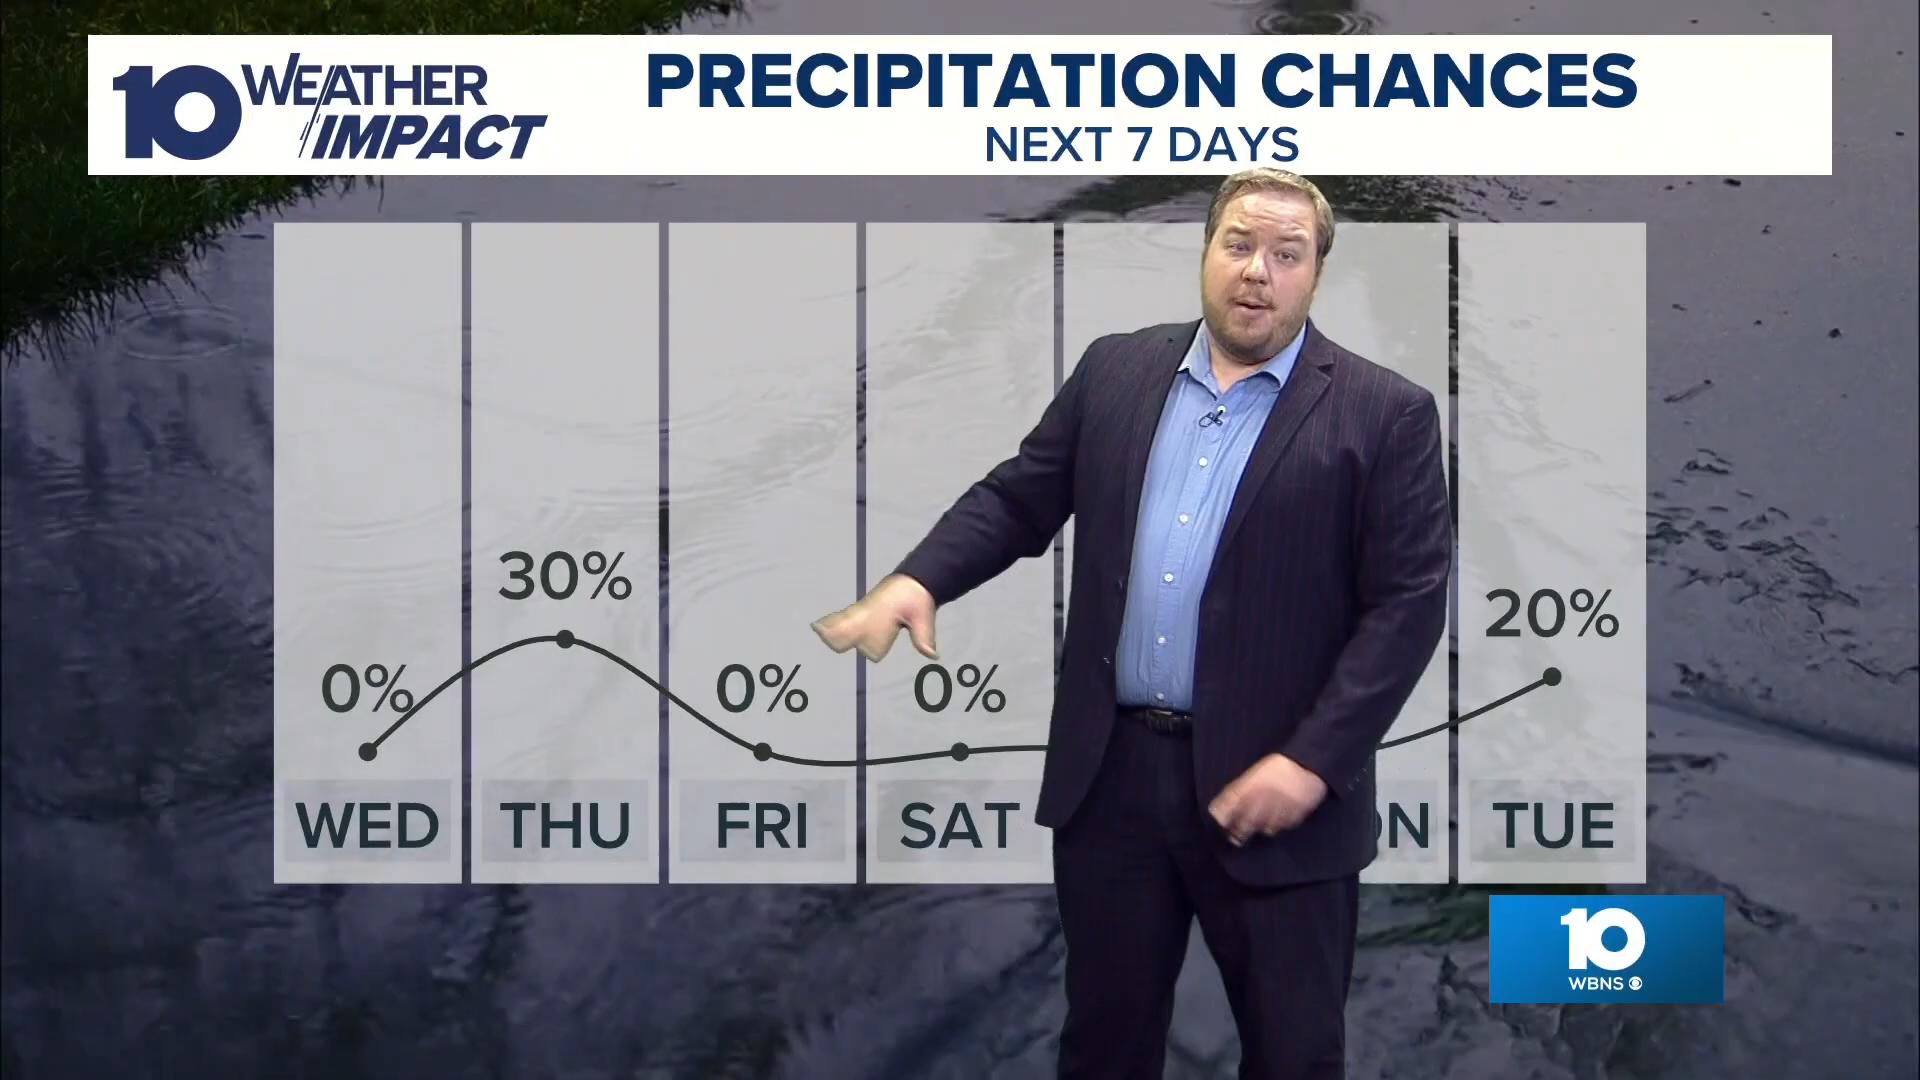 10 WEATHER IMPACT
PRECIPITATION CHANCES
NEXT 7 DAYS
0% 30% 0% 0% 20%
WED THU FRI SAT TUE
10
WBNS